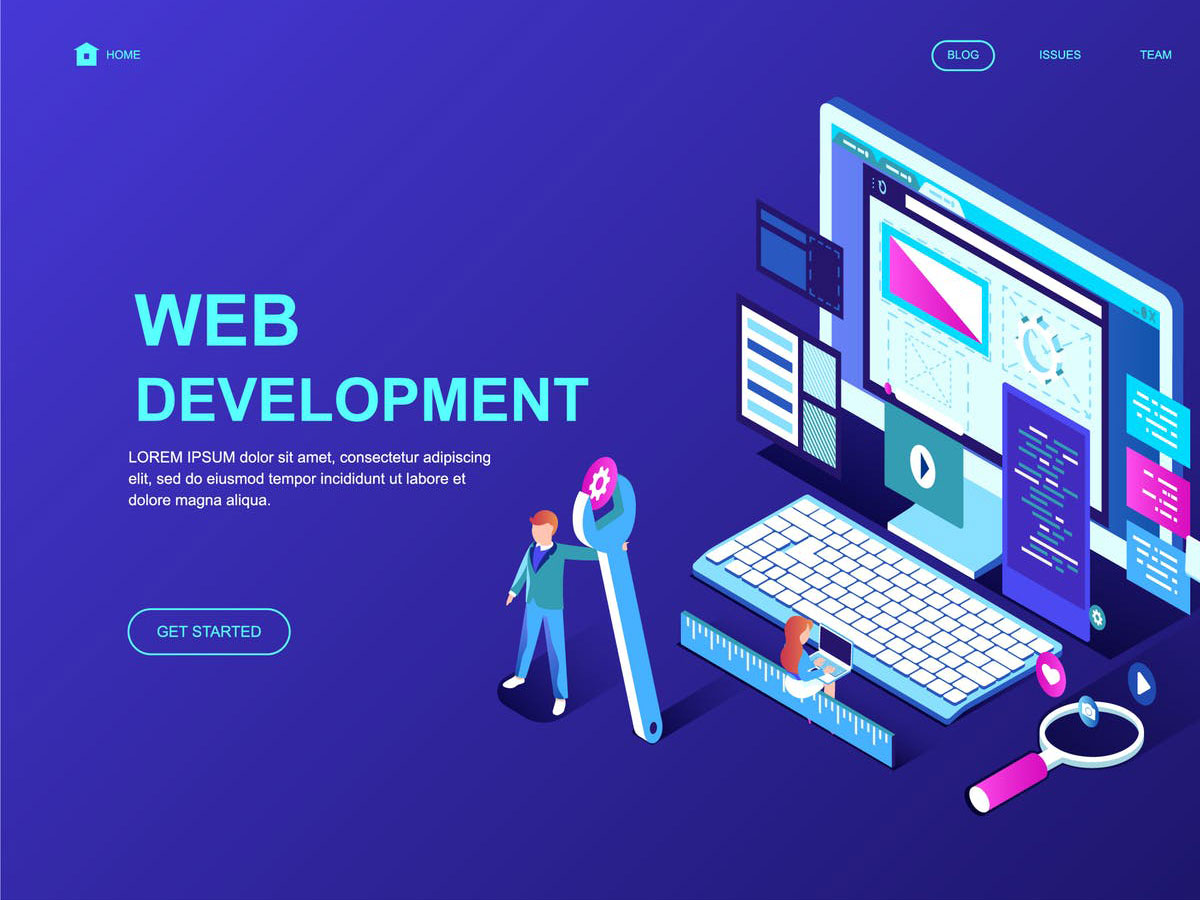 HOME
BLOG
ISSUES
TEAM
WEB
DEVELOPMENT
LOREM IPSUM dolor sit amet, consectetur adipiscing
elit, sed do eiusmod tempor incididunt ut labore et
dolore magna aliqua.
GET STARTED